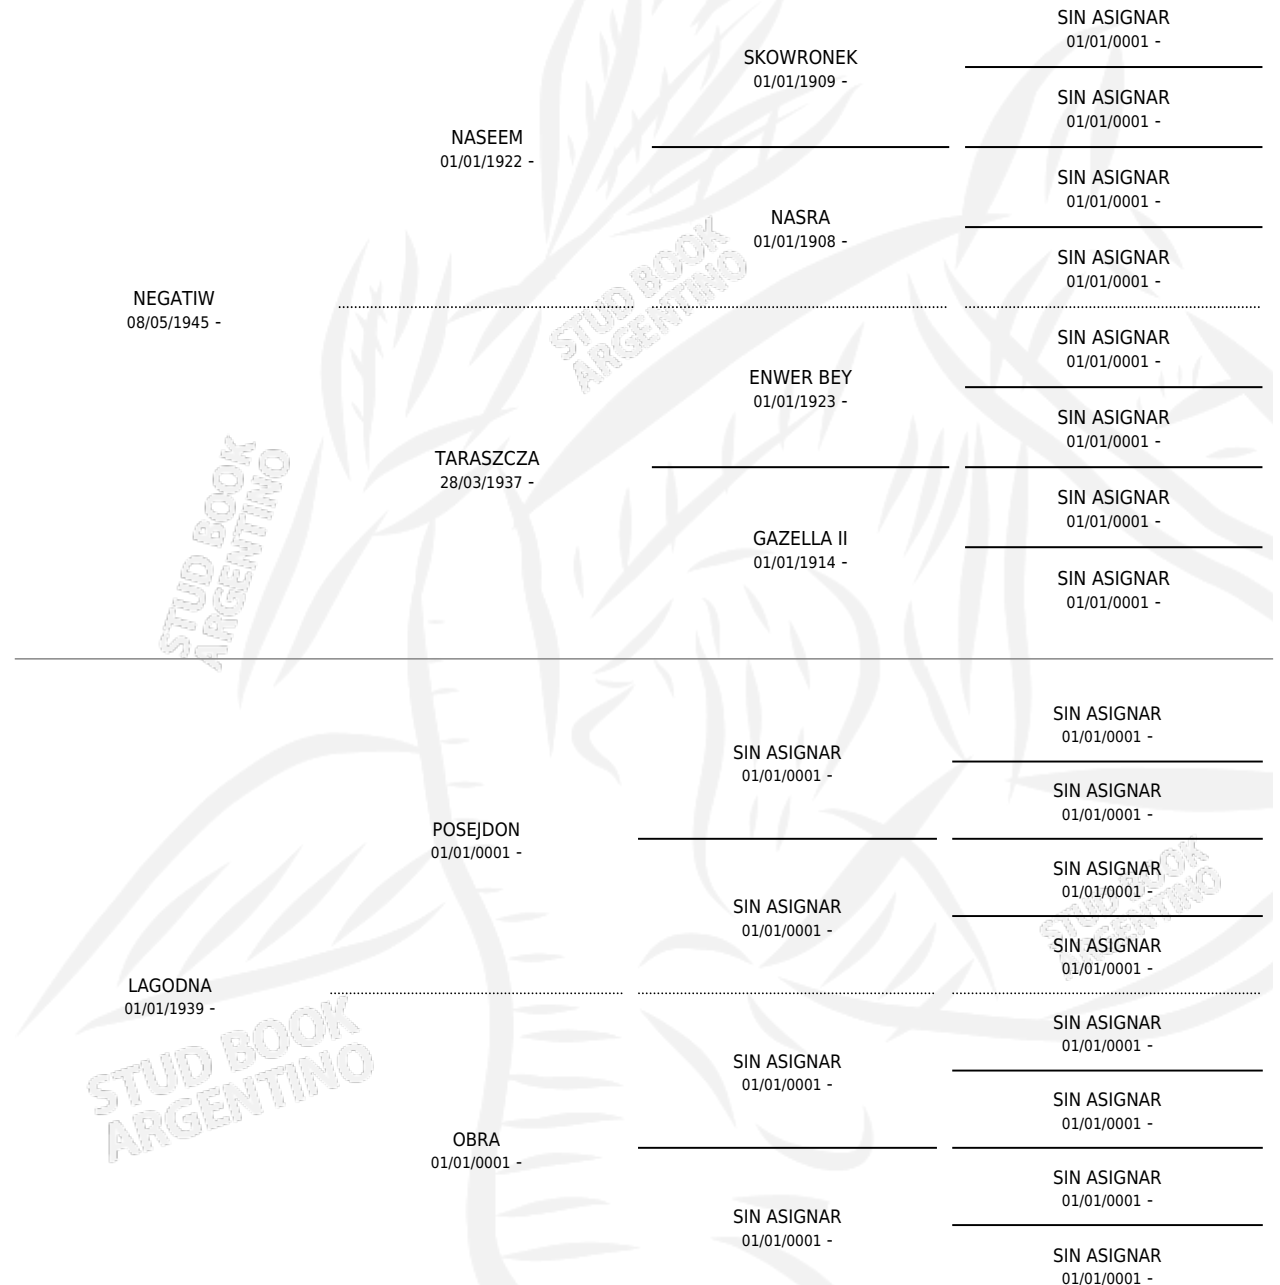 SIN ASIGNAR
01/01/0001 -
SKOWRONEK
01/01/1909 -
SIN ASIGNAR
01/01/0001 -
NASEEM
01/01/1922 -
SIN ASIGNAR
01/01/0001 -
NASRA
01/01/1908 -
SIN ASIGNAR
01/01/0001 -
STUD BOOK
ARGENTINO
NEGATIW
08/05/1945 -
SIN ASIGNAR
01/01/0001 -
ENWER BEY
01/01/1923 -
SIN ASIGNAR
01/01/0001 -
TARASZCZA
28/03/1937 -
SIN ASIGNAR
01/01/0001 -
GAZELLA II
01/01/1914 -
SIN ASIGNAR
01/01/0001 -
STUD BOOK
ARGENTINO
SIN ASIGNAR
01/01/0001 -
SIN ASIGNAR
01/01/0001 -
SIN ASIGNAR
01/01/0001 -
POSEJDON
01/01/0001 -
SIN ASIGNAR
01/01/0001 -
SIN ASIGNAR
01/01/0001 -
SIN ASIGNAR
01/01/0001 -
STUD BOOK
ARGENTINO
LAGODNA
01/01/1939 -
SIN ASIGNAR
01/01/0001 -
SIN ASIGNAR
01/01/0001 -
SIN ASIGNAR
01/01/0001 -
STUD BOOK
ARGENTINO
OBRA
01/01/0001 -
SIN ASIGNAR
01/01/0001 -
SIN ASIGNAR
01/01/0001 -
SIN ASIGNAR
01/01/0001 -